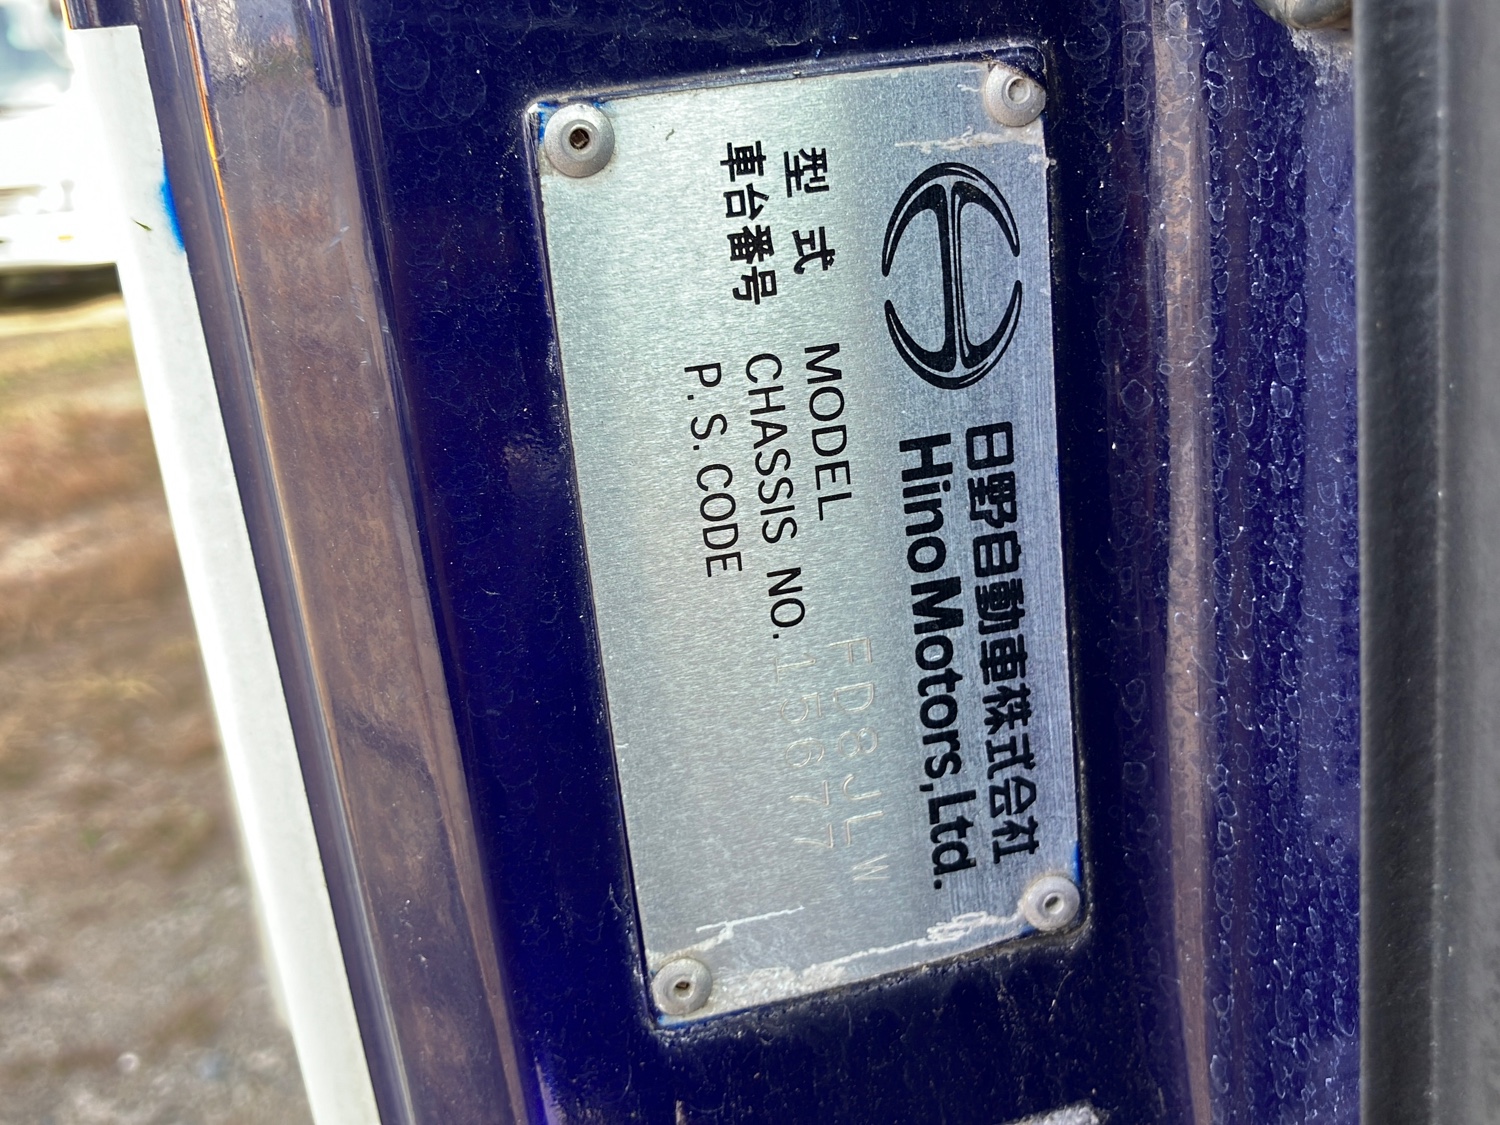 日野自動車株式会社
Hino Motors,Ltd.
型式 MODEL FD8JLW
車台番号 CHASSIS NO. 15677
P.S.CODE